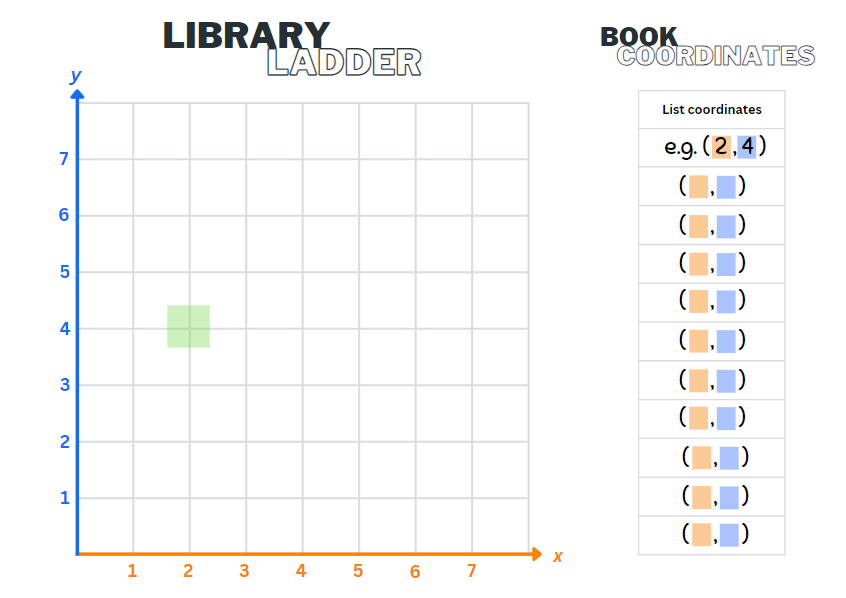 LIBRARY
LADDER
BOOK
COORDINATES
y
7
6
5
4
3
2
1
1 2 3 4 5 6 7 x
List coordinates
e.g. (2,4)
( , )
( , )
( , )
( , )
( , )
( , )
( , )
( , )
( , )
( , )